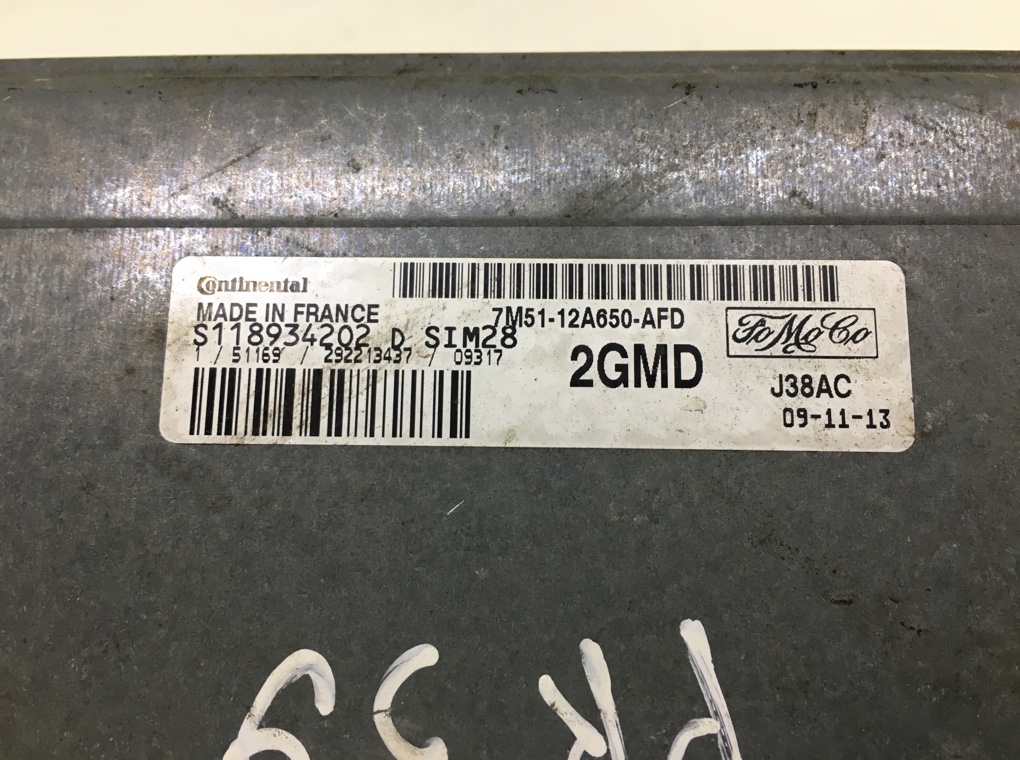 Continental
MADE IN FRANCE
7M51-12A650-AFD
FoMoCo
S118934202 D SIM28
1 / 51169 / 292213437 / 09317
2GMD
J38AC
09-11-13